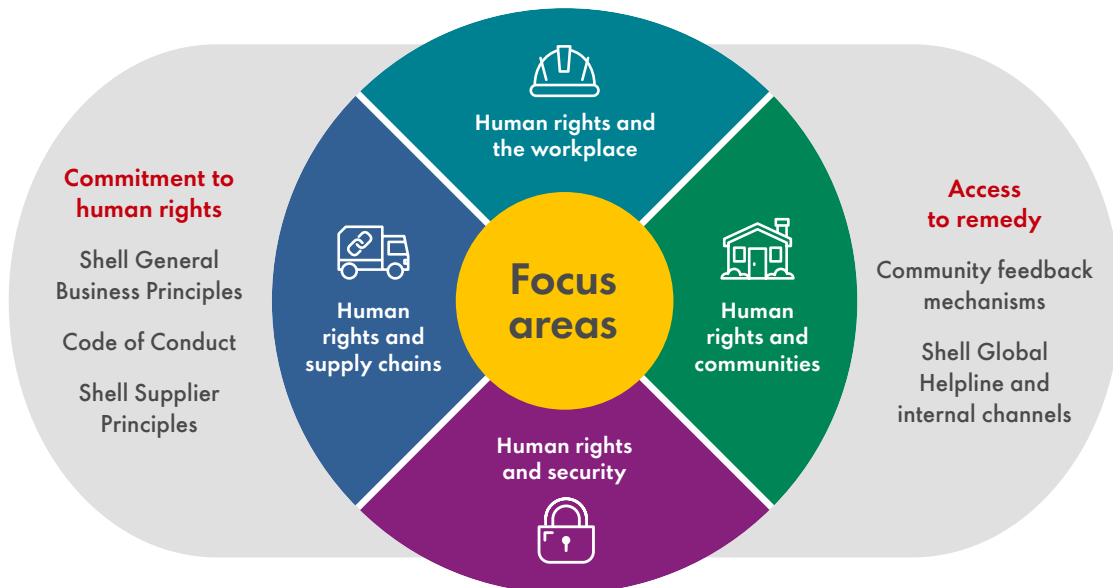 Commitment to
human rights
Shell General
Business Principles
Code of Conduct
Shell Supplier
Principles
Human rights and
the workplace
Human
rights and
supply chains
Focus
areas
Human
rights and
communities
Human rights
and security
Access
to remedy
Community feedback
mechanisms
Shell Global
Helpline and
internal channels